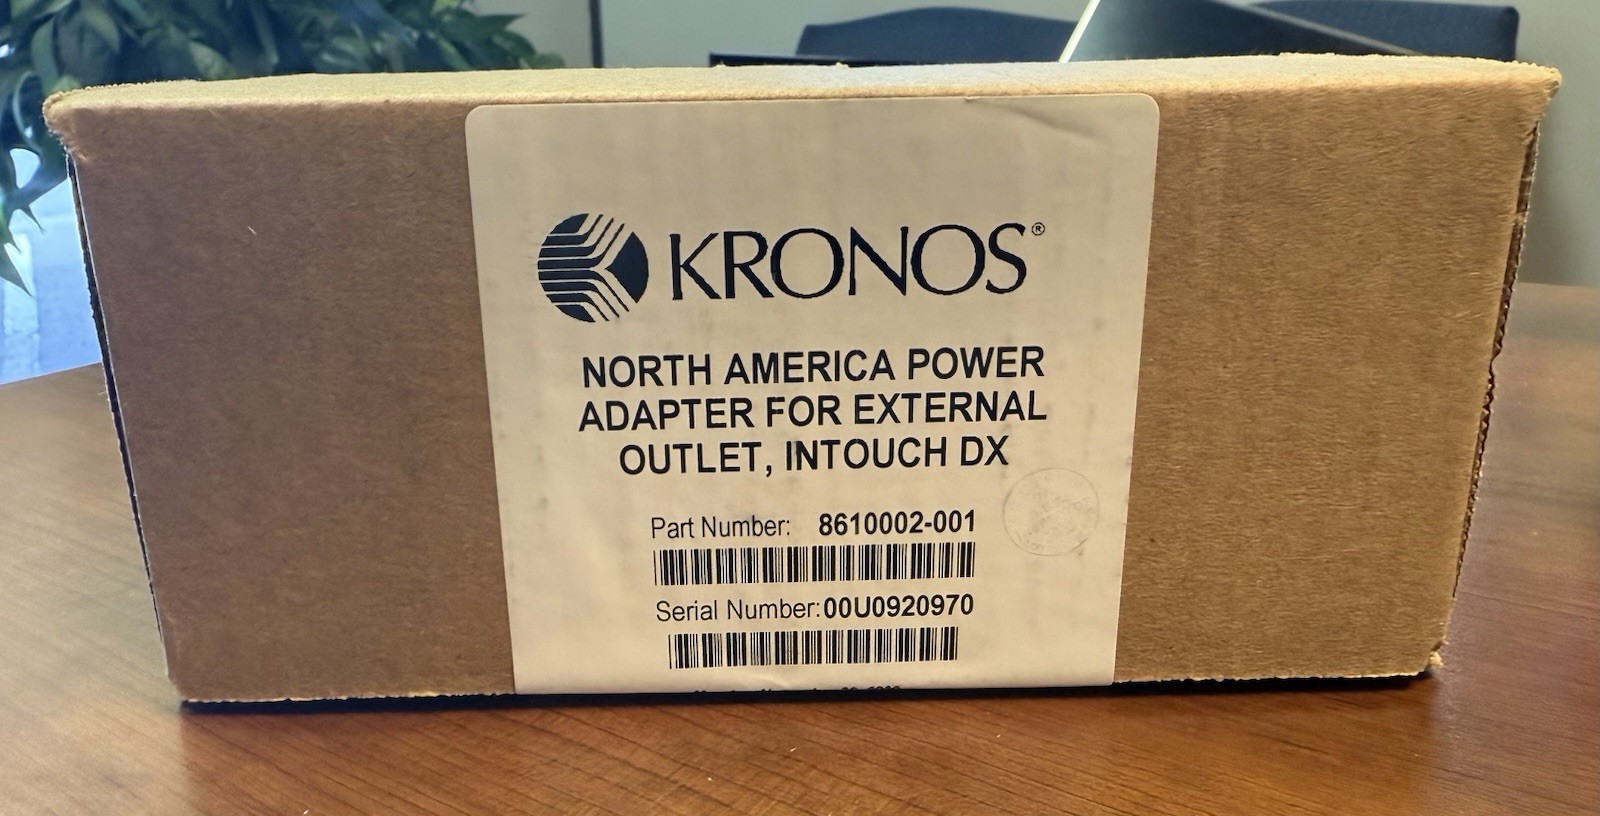 KRONOS®
NORTH AMERICA POWER
ADAPTER FOR EXTERNAL
OUTLET, INTOUCH DX
Part Number: 8610002-001
Serial Number:00U0920970